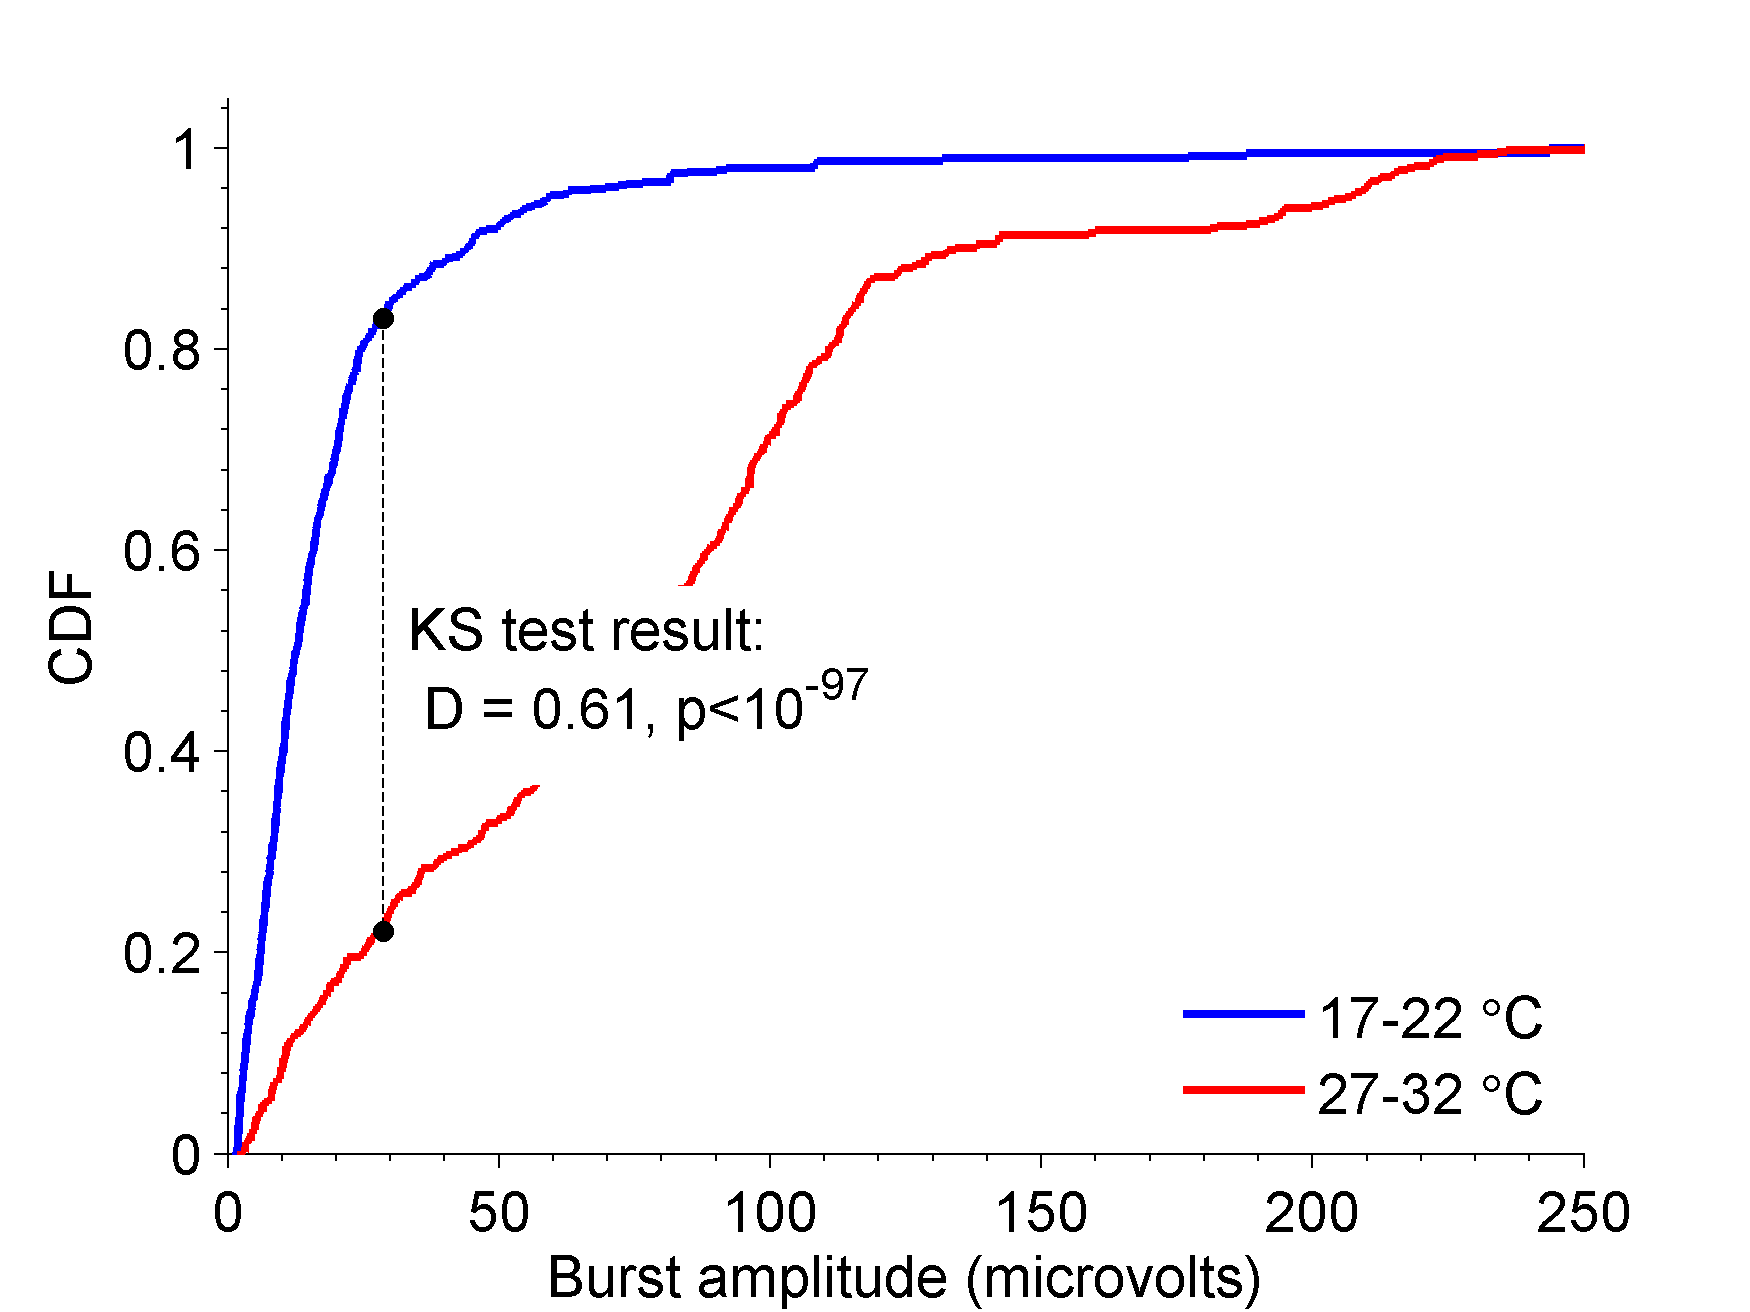 1
0.8
0.6
0.4
0.2
0
CDF
KS test result:
D = 0.61, p<10^-97
17-22 °C
27-32 °C
0 50 100 150 200 250
Burst amplitude (microvolts)